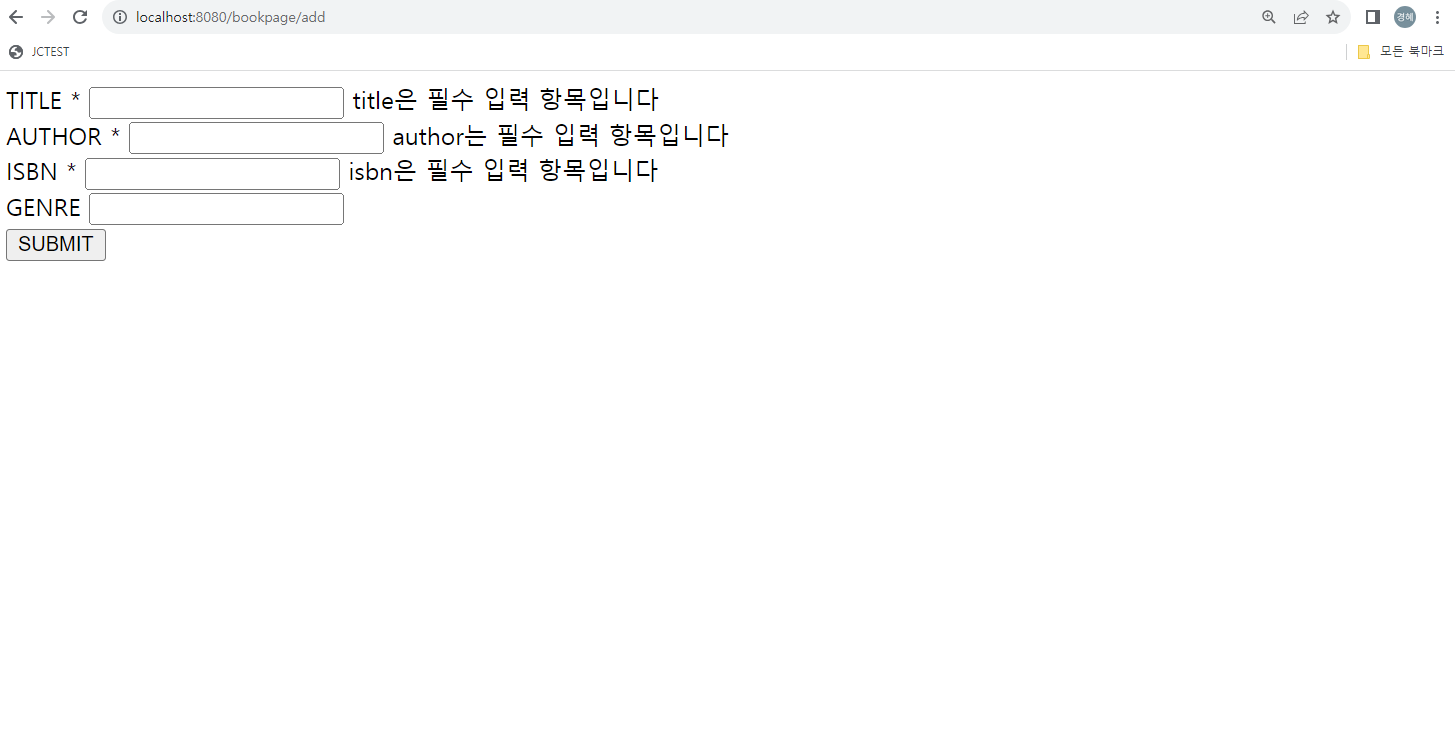 localhost:8080/bookpage/add
경혜
JCTEST
모든 북마크
TITLE *
title은 필수 입력 항목입니다
AUTHOR *
author는 필수 입력 항목입니다
ISBN *
isbn은 필수 입력 항목입니다
GENRE
SUBMIT